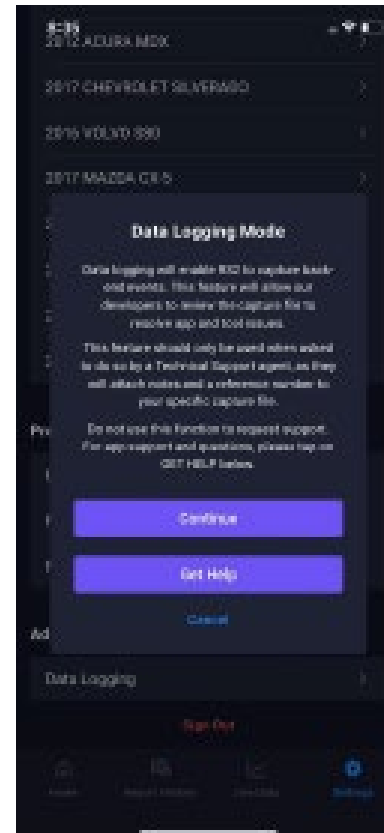 8:35
2012 ACURA MDX
2017 CHEVROLET SILVERADO
2016 VOLVO S80
2017 MAZDA CX-5
Data Logging Mode
Data logging will enable RS2 to capture back-
end events. This feature will allow our
developers to review the capture file to
resolve app and tool issues.
This feature should only be used when asked
to do so by a Technical Support agent, as they
will attach notes and a reference number to
your specific capture file.
Do not use this function to request support.
For app support and questions, please tap on
GET HELP below.
Continue
Get Help
Cancel
Data Logging
Sign Out
Settings